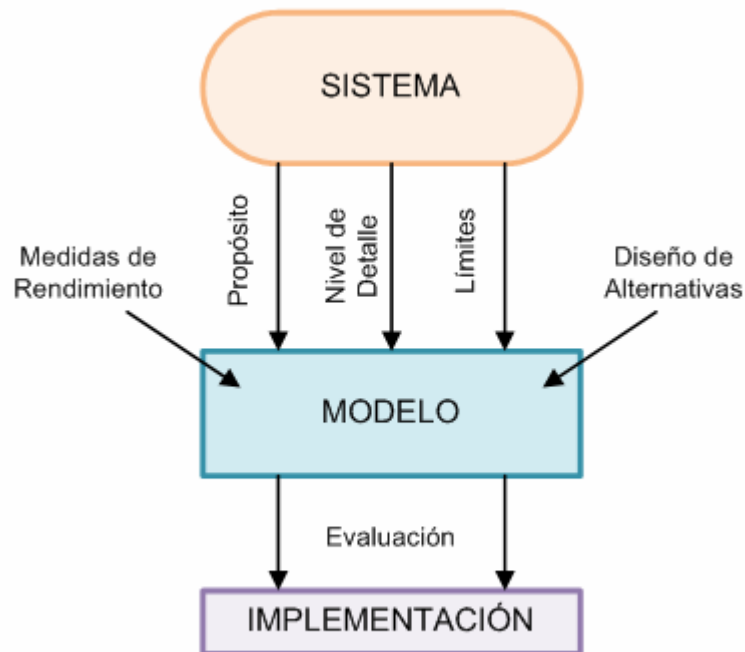 SISTEMA
Propósito
Nivel de
Detalle
Límites
Medidas de
Rendimiento
Diseño de
Alternativas
MODELO
Evaluación
IMPLEMENTACIÓN